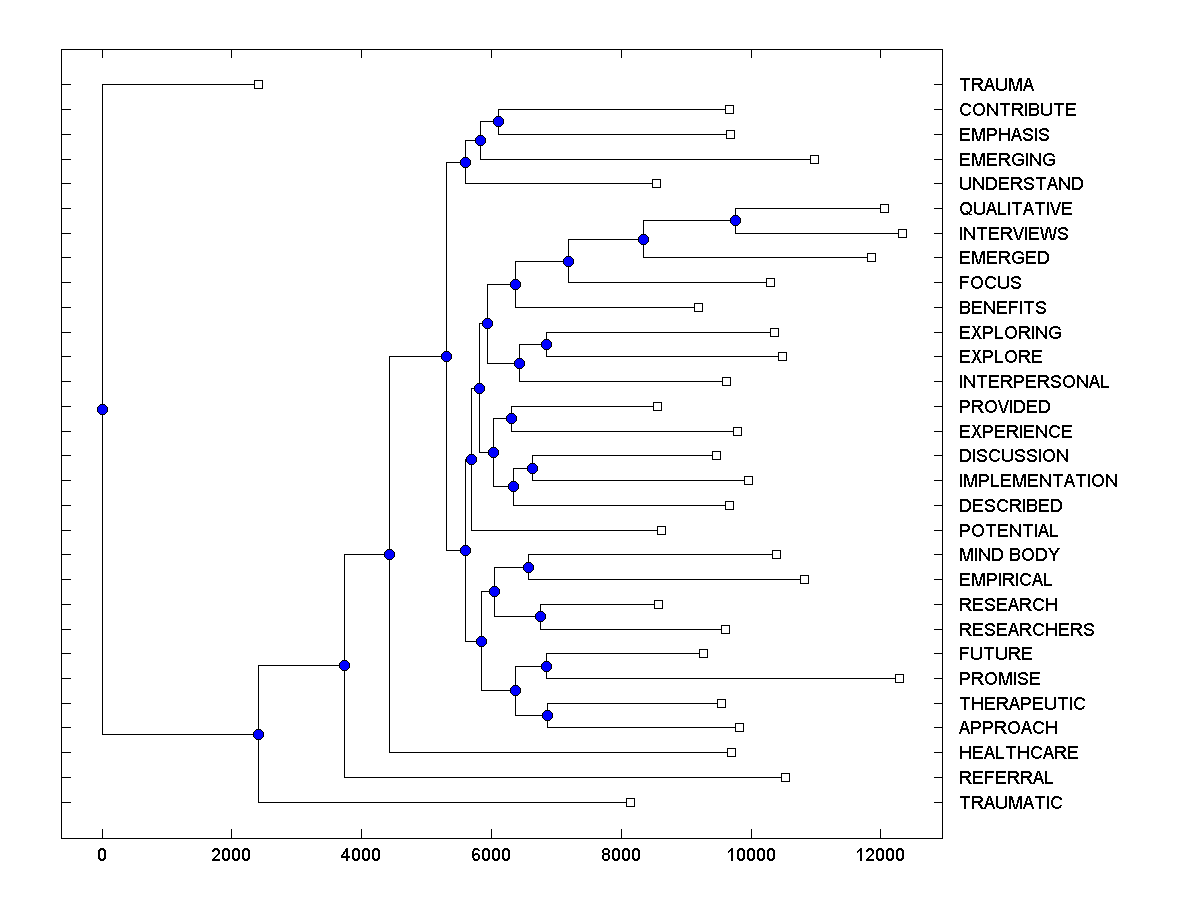 TRAUMA
CONTRIBUTE
EMPHASIS
EMERGING
UNDERSTAND
QUALITATIVE
INTERVIEWS
EMERGED
FOCUS
BENEFITS
EXPLORING
EXPLORE
INTERPERSONAL
PROVIDED
EXPERIENCE
DISCUSSION
IMPLEMENTATION
DESCRIBED
POTENTIAL
MIND BODY
EMPIRICAL
RESEARCH
RESEARCHERS
FUTURE
PROMISE
THERAPEUTIC
APPROACH
HEALTHCARE
REFERRAL
TRAUMATIC
0 2000 4000 6000 8000 10000 12000